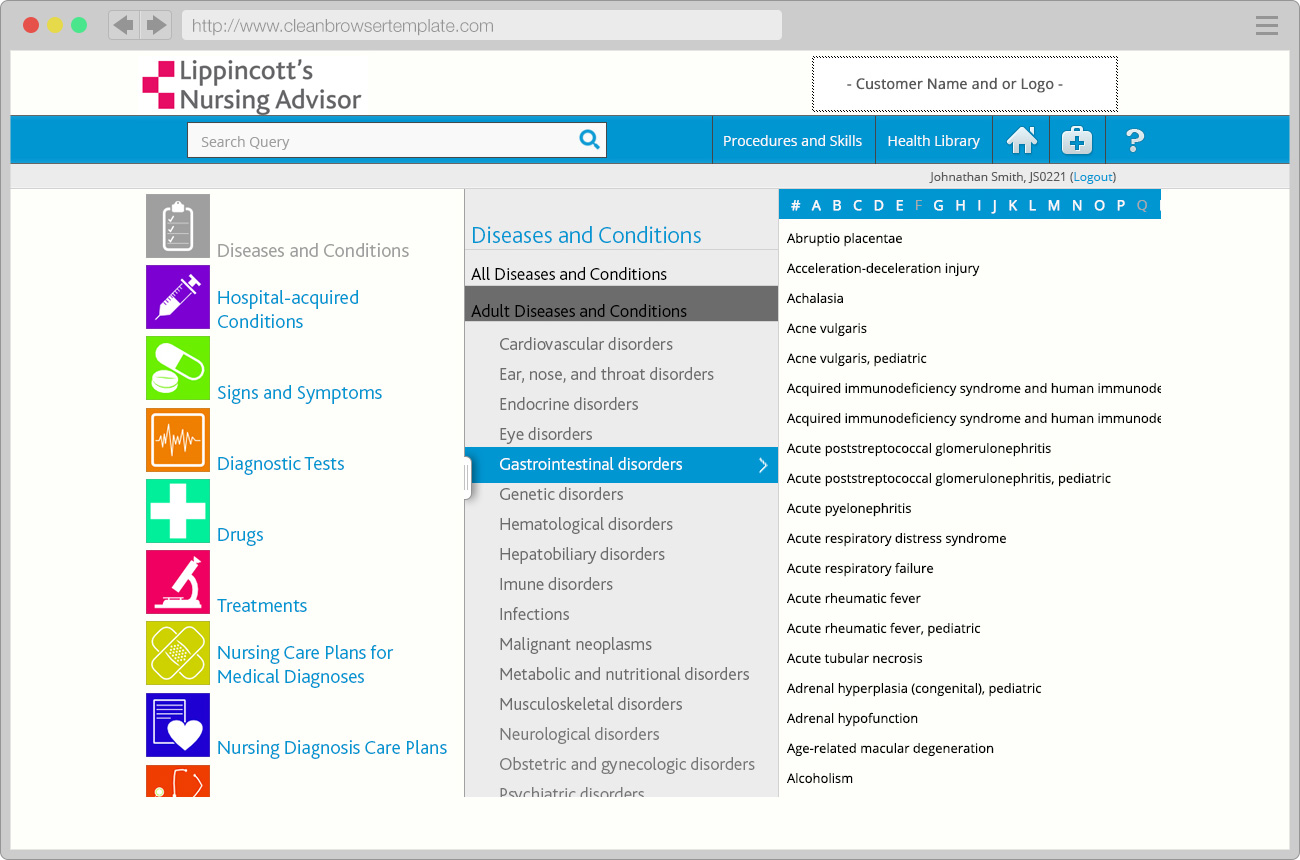 http://www.cleanbrowsertemplate.com
Lippincott's
Nursing Advisor
- Customer Name and or Logo -
Search Query
Procedures and Skills
Health Library
?
Johnathan Smith, JS0221 (Logout)
Diseases and Conditions
Hospital-acquired
Conditions
Signs and Symptoms
Diagnostic Tests
Drugs
Treatments
Nursing Care Plans for
Medical Diagnoses
Nursing Diagnosis Care Plans
Diseases and Conditions
All Diseases and Conditions
Adult Diseases and Conditions
Cardiovascular disorders
Ear, nose, and throat disorders
Endocrine disorders
Eye disorders
Gastrointestinal disorders
Genetic disorders
Hematological disorders
Hepatobiliary disorders
Imune disorders
Infections
Malignant neoplasms
Metabolic and nutritional disorders
Musculoskeletal disorders
Neurological disorders
Obstetric and gynecologic disorders
Psychiatric disorders
# A B C D E F G H I J K L M N O P Q
Abruptio placentae
Acceleration-deceleration injury
Achalasia
Acne vulgaris
Acne vulgaris, pediatric
Acquired immunodeficiency syndrome and human immunode
Acquired immunodeficiency syndrome and human immunode
Acute poststreptococcal glomerulonephritis
Acute poststreptococcal glomerulonephritis, pediatric
Acute pyelonephritis
Acute respiratory distress syndrome
Acute respiratory failure
Acute rheumatic fever
Acute rheumatic fever, pediatric
Acute tubular necrosis
Adrenal hyperplasia (congenital), pediatric
Adrenal hypofunction
Age-related macular degeneration
Alcoholism